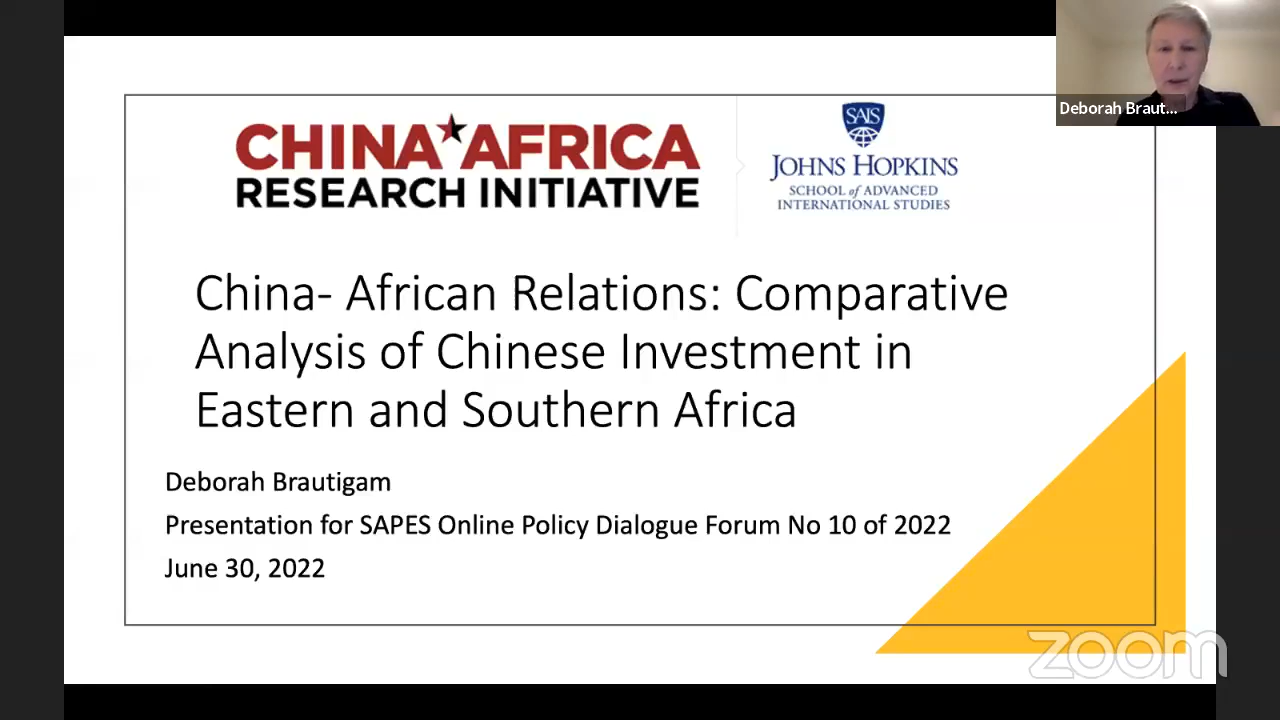 Deborah Braut...
CHINA AFRICA
RESEARCH INITIATIVE
SAIS
JOHNS HOPKINS
SCHOOL of ADVANCED
INTERNATIONAL STUDIES
China- African Relations: Comparative
Analysis of Chinese Investment in
Eastern and Southern Africa
Deborah Brautigam
Presentation for SAPES Online Policy Dialogue Forum No 10 of 2022
June 30, 2022
zoom